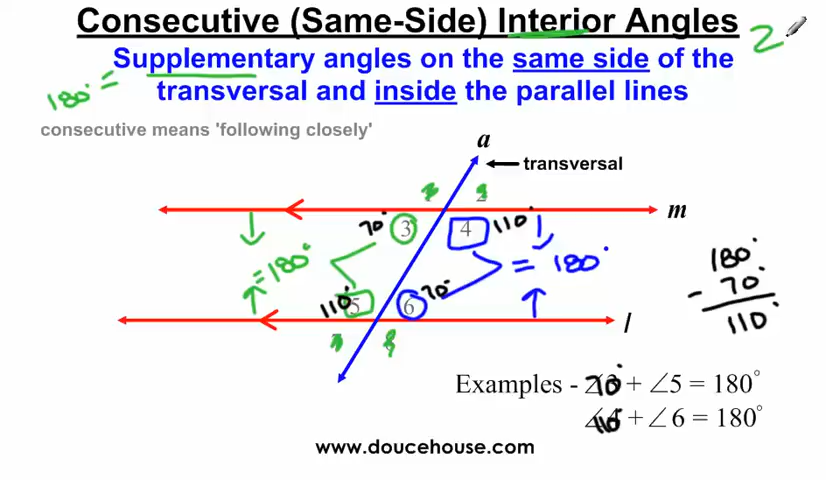 Consecutive (Same-Side) Interior Angles 2
Supplementary angles on the same side of the
180° =
transversal and inside the parallel lines
consecutive means 'following closely'
a
transversal
m
70° 3 4 110°
= 180°
= 180°
110° 5 6 70°
l
180°
- 70°
110°
Examples - 70° + ∠5 = 180°
110° + ∠6 = 180°
www.doucehouse.com